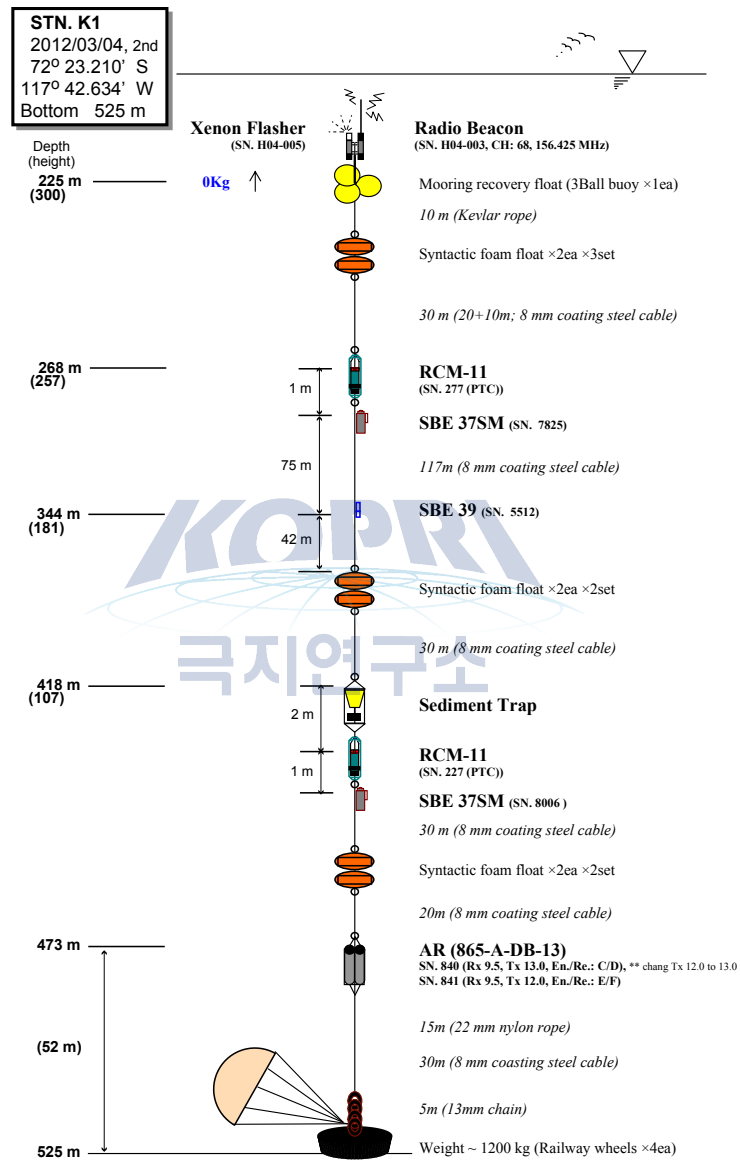 STN. K1
2012/03/04, 2nd
72º 23.210' S
117º 42.634' W
Bottom 525 m
Xenon Flasher
(SN. H04-005)
Radio Beacon
(SN. H04-003, CH: 68, 156.425 MHz)
Depth
(height)
225 m
(300)
0Kg
Mooring recovery float (3Ball buoy ×1ea)
10 m (Kevlar rope)
Syntactic foam float ×2ea ×3set
30 m (20+10m; 8 mm coating steel cable)
268 m
(257)
1 m
RCM-11
(SN. 277 (PTC))
SBE 37SM (SN. 7825)
75 m
117m (8 mm coating steel cable)
344 m
(181)
SBE 39 (SN. 5512)
KOPRI
42 m
Syntactic foam float ×2ea ×2set
30 m (8 mm coating steel cable)
극지연구소
418 m
(107)
2 m
Sediment Trap
RCM-11
(SN. 227 (PTC))
1 m
SBE 37SM (SN. 8006 )
30 m (8 mm coating steel cable)
Syntactic foam float ×2ea ×2set
20m (8 mm coating steel cable)
473 m
AR (865-A-DB-13)
SN. 840 (Rx 9.5, Tx 13.0, En./Re.: C/D), ** chang Tx 12.0 to 13.0
SN. 841 (Rx 9.5, Tx 12.0, En./Re.: E/F)
15m (22 mm nylon rope)
(52 m)
30m (8 mm coasting steel cable)
5m (13mm chain)
525 m
Weight ~ 1200 kg (Railway wheels ×4ea)